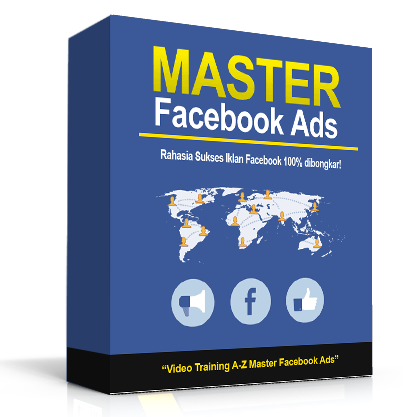 MASTER
Facebook Ads
Rahasia Sukses Iklan Facebook 100% dibongkar!
f
“Video Training A-Z Master Facebook Ads”